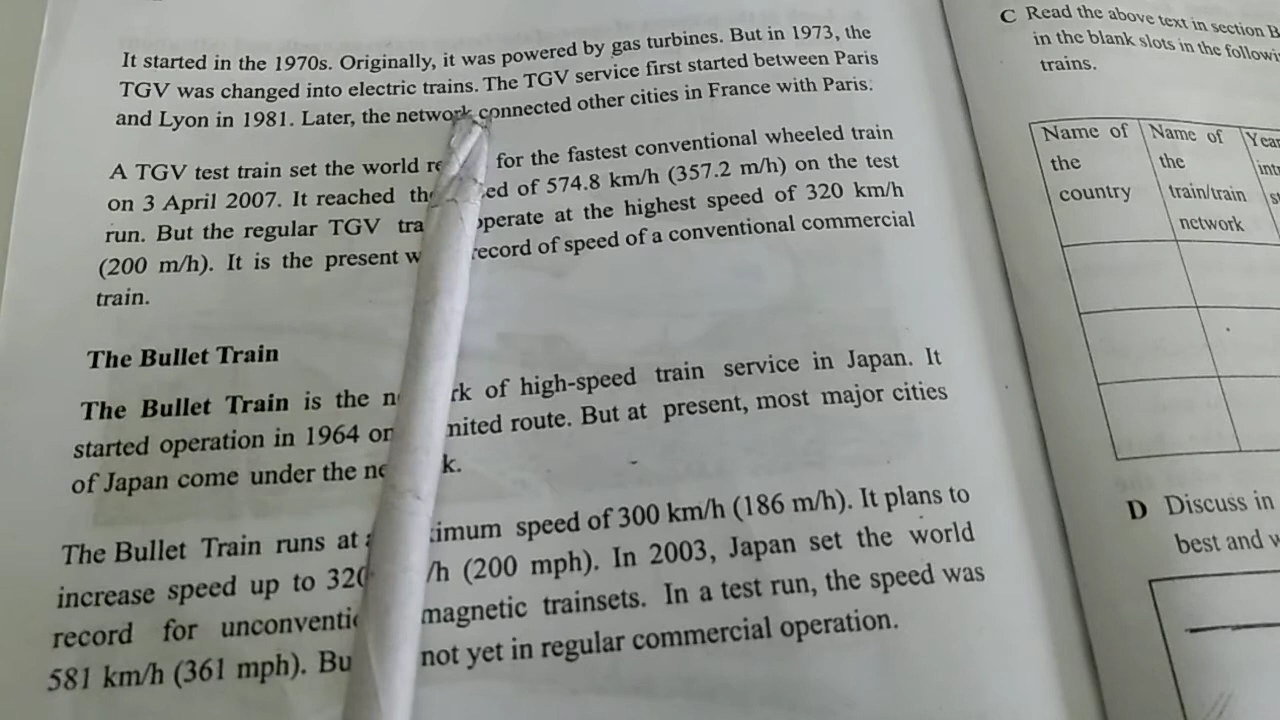 It started in the 1970s. Originally, it was powered by gas turbines. But in 1973, the
TGV was changed into electric trains. The TGV service first started between Paris
and Lyon in 1981. Later, the network connected other cities in France with Paris.
A TGV test train set the world re for the fastest conventional wheeled train
on 3 April 2007. It reached the ed of 574.8 km/h (357.2 m/h) on the test
run. But the regular TGV tra operate at the highest speed of 320 km/h
(200 m/h). It is the present w record of speed of a conventional commercial
train.
The Bullet Train
The Bullet Train is the n rk of high-speed train service in Japan. It
started operation in 1964 on mited route. But at present, most major cities
of Japan come under the ne k.
The Bullet Train runs at a imum speed of 300 km/h (186 m/h). It plans to
increase speed up to 320 /h (200 mph). In 2003, Japan set the world
record for unconventio magnetic trainsets. In a test run, the speed was
581 km/h (361 mph). Bu not yet in regular commercial operation.
C Read the above text in section B
in the blank slots in the followi
trains.
Name of the country
Name of the train/train network
Year
int
s
D Discuss in
best and w